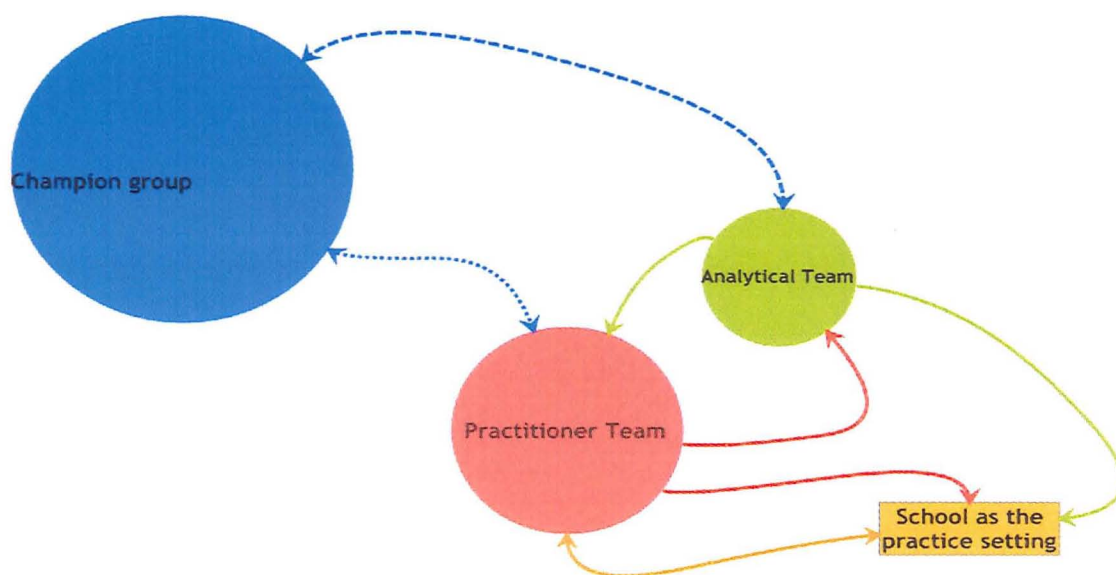 Champion group
Analytical Team
Practitioner Team
School as the
practice setting